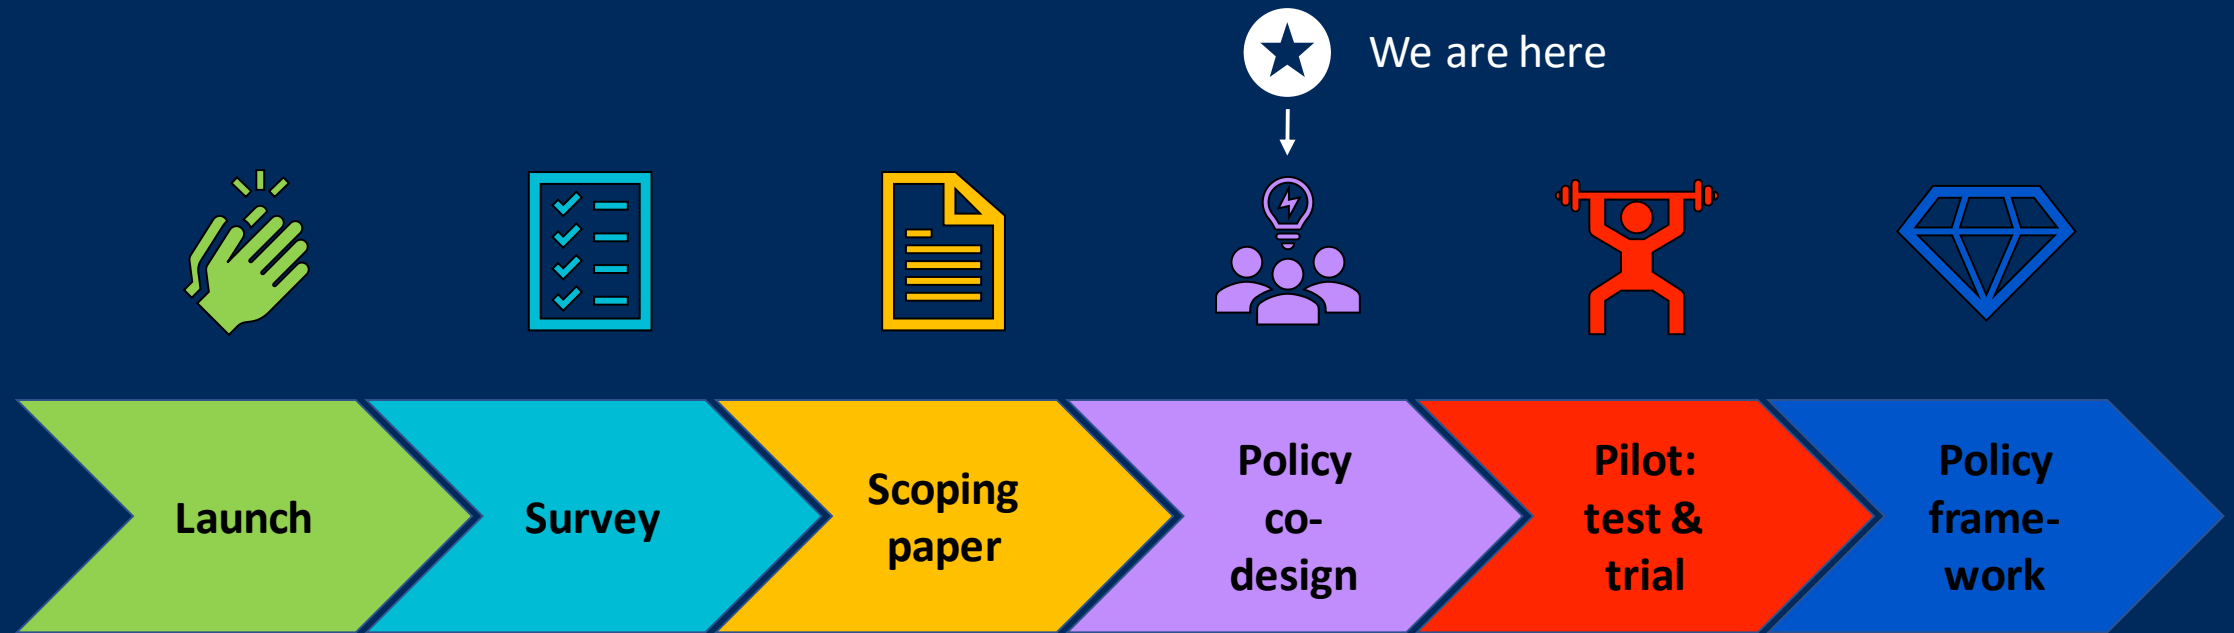 We are here
Launch
Survey
Scoping
paper
Policy
co-
design
Pilot:
test &
trial
Policy
frame-
work